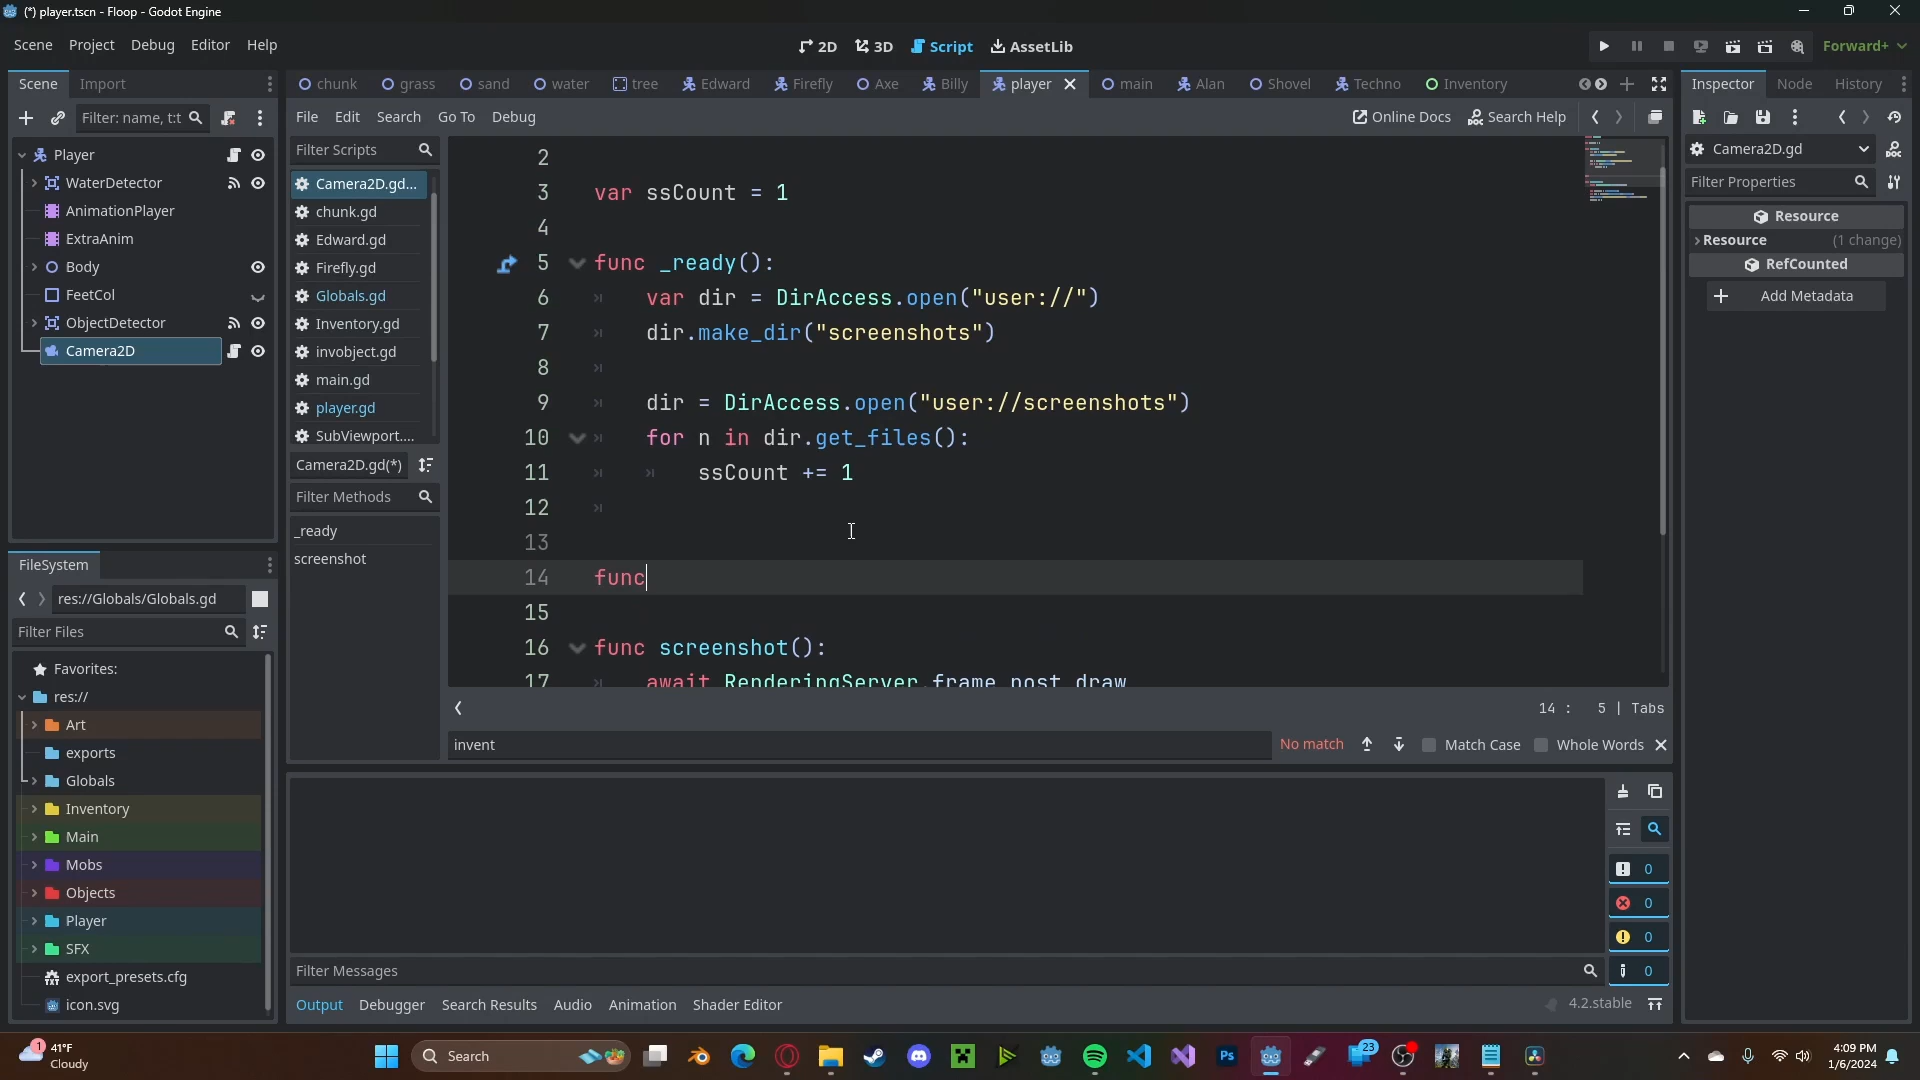 (*) player.tscn - Floop - Godot Engine
Scene Project Debug Editor Help
2D 3D Script AssetLib
Forward+
Scene Import
chunk grass sand water tree Edward Firefly Axe Billy player main Alan Shovel Techno Inventory
Inspector Node History
Filter: name, t:t
File Edit Search Go To Debug
Online Docs Search Help
Player
WaterDetector
AnimationPlayer
ExtraAnim
Body
FeetCol
ObjectDetector
Camera2D
Filter Scripts
Camera2D.gd...
chunk.gd
Edward.gd
Firefly.gd
Globals.gd
Inventory.gd
invobject.gd
main.gd
player.gd
SubViewport....
Camera2D.gd(*)
Filter Methods
_ready
screenshot
2
3 var ssCount = 1
4
5 func _ready():
6 var dir = DirAccess.open("user://")
7 dir.make_dir("screenshots")
8
9 dir = DirAccess.open("user://screenshots")
10 for n in dir.get_files():
11 ssCount += 1
12
13
14 func
15
16 func screenshot():
17 await RenderingServer.frame_post_draw
14 : 5 | Tabs
invent
No match
Match Case
Whole Words
Camera2D.gd
Filter Properties
Resource
Resource (1 change)
RefCounted
Add Metadata
FileSystem
res://Globals/Globals.gd
Filter Files
Favorites:
res://
Art
exports
Globals
Inventory
Main
Mobs
Objects
Player
SFX
export_presets.cfg
icon.svg
0
0
0
0
Filter Messages
Output Debugger Search Results Audio Animation Shader Editor
4.2.stable
1
41°F
Cloudy
Search
Ps
23
4:09 PM
1/6/2024